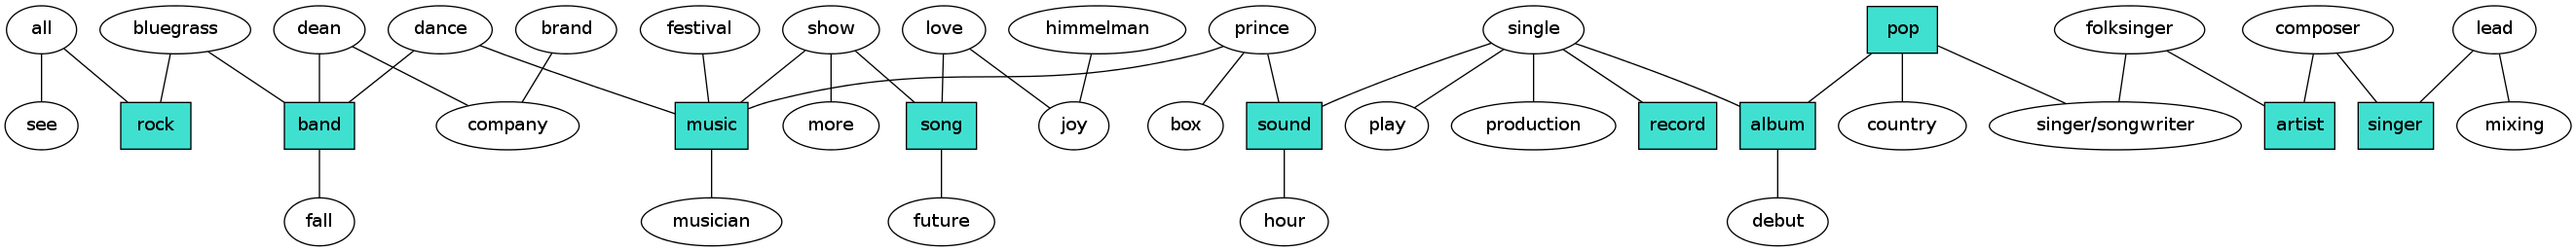 all bluegrass dean dance brand festival show love himmelman prince single pop folksinger composer lead
see rock band company music more song joy box sound play production record album country singer/songwriter artist singer mixing
fall musician future hour debut